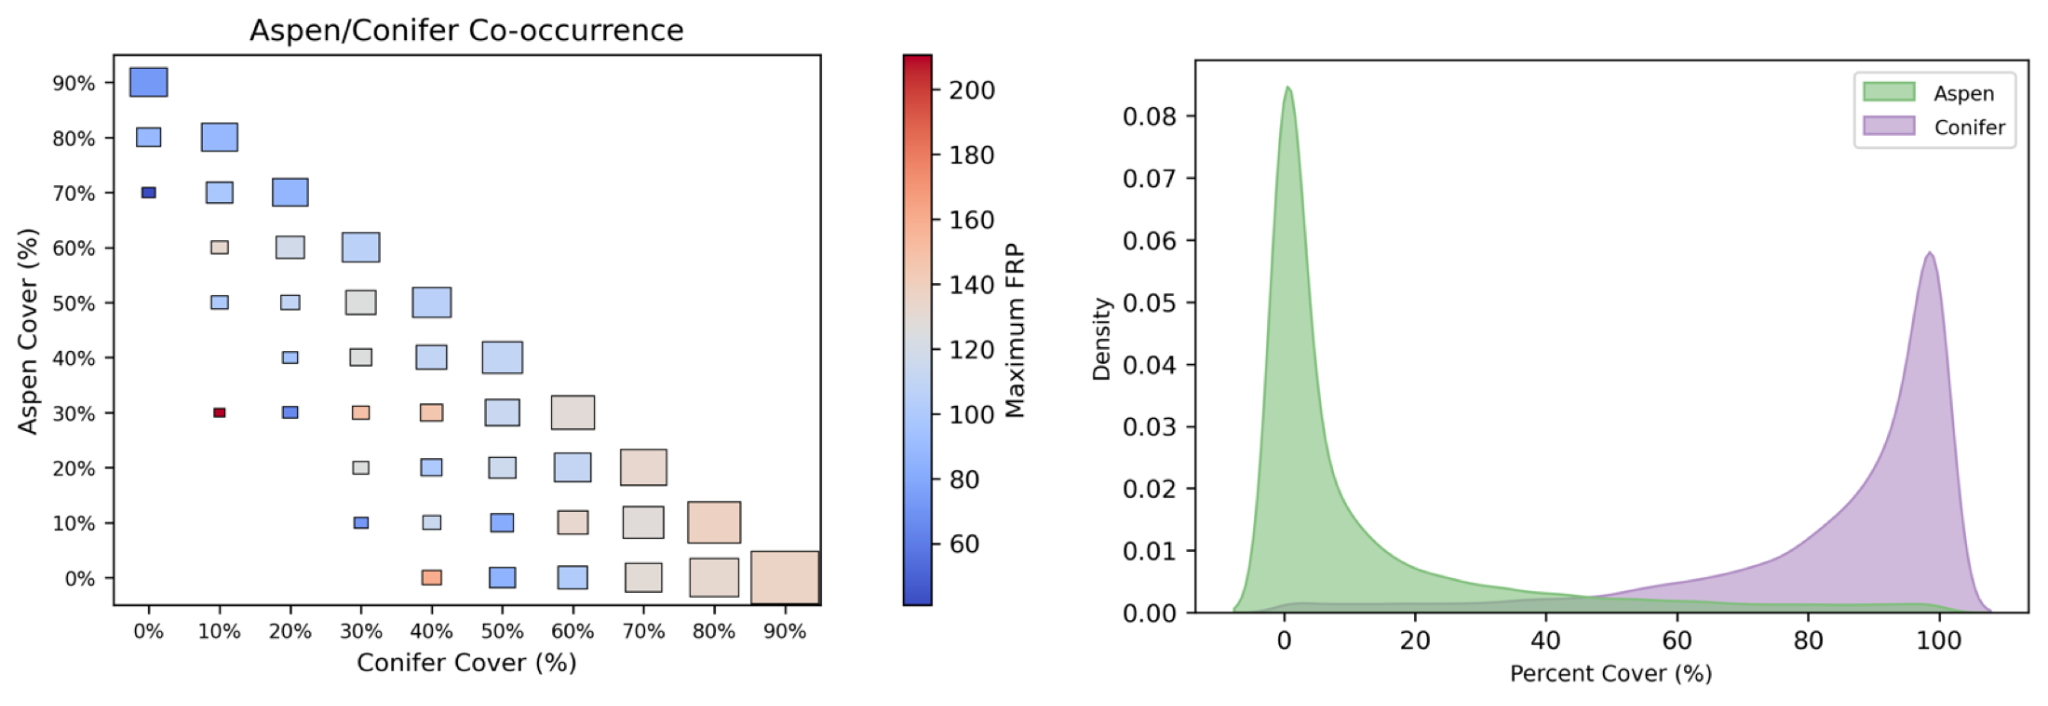 Aspen/Conifer Co-occurrence
Aspen Cover (%)
90%
80%
70%
60%
50%
40%
30%
20%
10%
0%
0% 10% 20% 30% 40% 50% 60% 70% 80% 90%
Conifer Cover (%)
200
180
160
140
120
100
80
60
Maximum FRP
Aspen
Conifer
Density
0.08
0.07
0.06
0.05
0.04
0.03
0.02
0.01
0.00
0 20 40 60 80 100
Percent Cover (%)